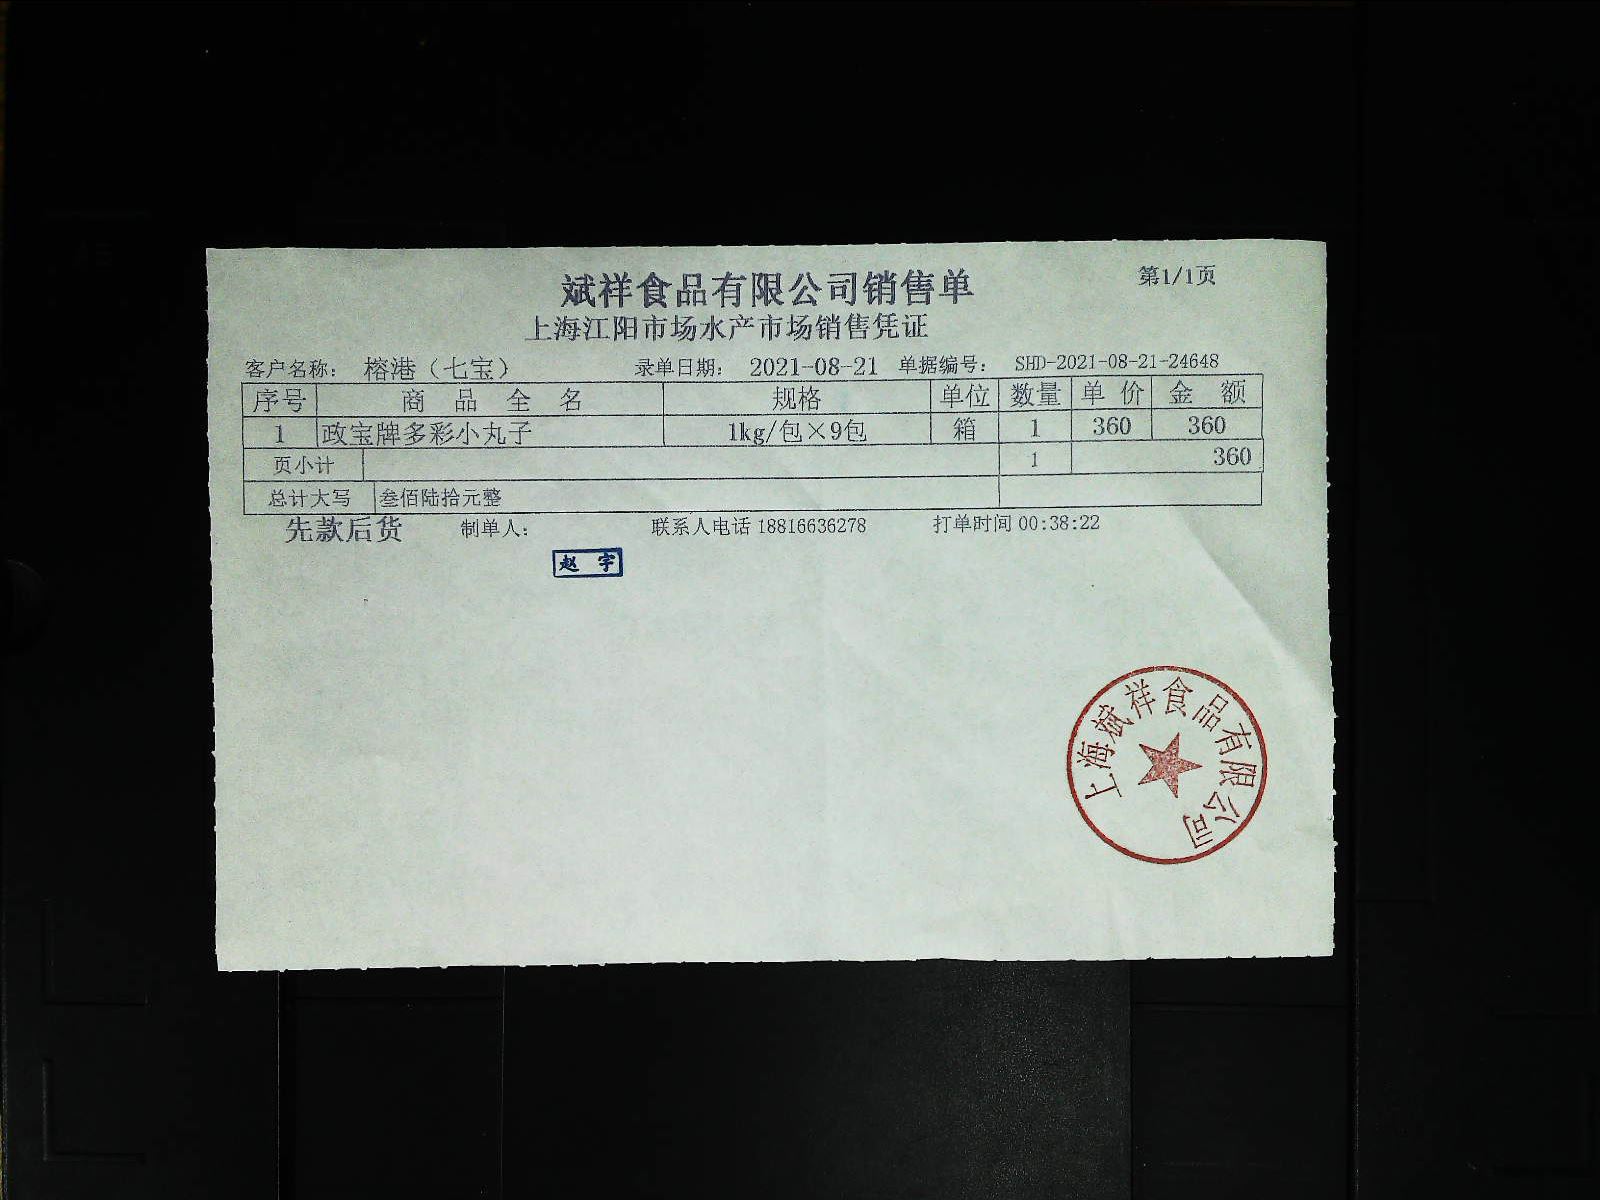 斌祥食品有限公司销售单
第1/1页
上海江阳市场水产市场销售凭证
客户名称： 榕港（七宝） 录单日期： 2021-08-21 单据编号： SHD-2021-08-21-24648
序号 商品全名 规格 单位 数量 单价 金额
1 政宝牌多彩小丸子 1kg/包×9包 箱 1 360 360
页小计 1 360
总计大写 叁佰陆拾元整
先款后货 制单人： 联系人电话 18816636278 打单时间 00:38:22
赵宇
上海斌祥食品有限公司